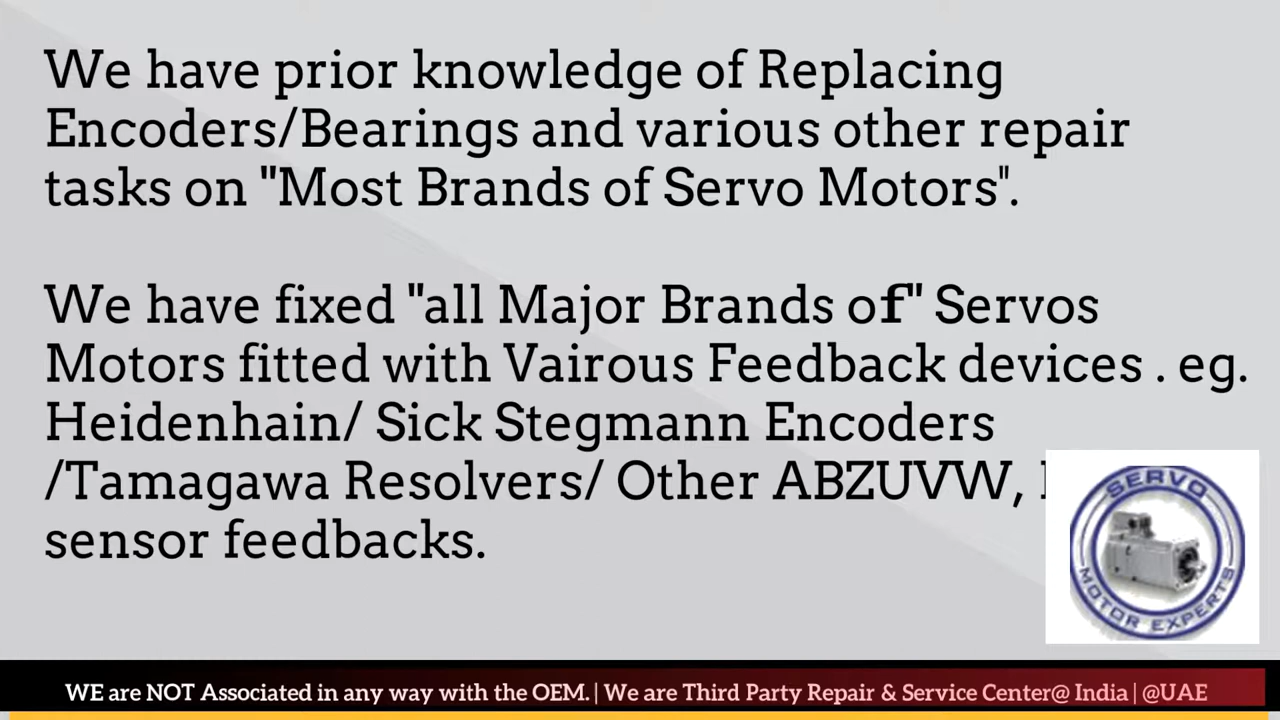 We have prior knowledge of Replacing
Encoders/Bearings and various other repair
tasks on "Most Brands of Servo Motors".
We have fixed "all Major Brands of" Servos
Motors fitted with Vairous Feedback devices . eg.
Heidenhain/ Sick Stegmann Encoders
/Tamagawa Resolvers/ Other ABZUVW,
sensor feedbacks.
SERVO
MOTOR EXPERTS
WE are NOT Associated in any way with the OEM. | We are Third Party Repair & Service Center@ India | @UAE